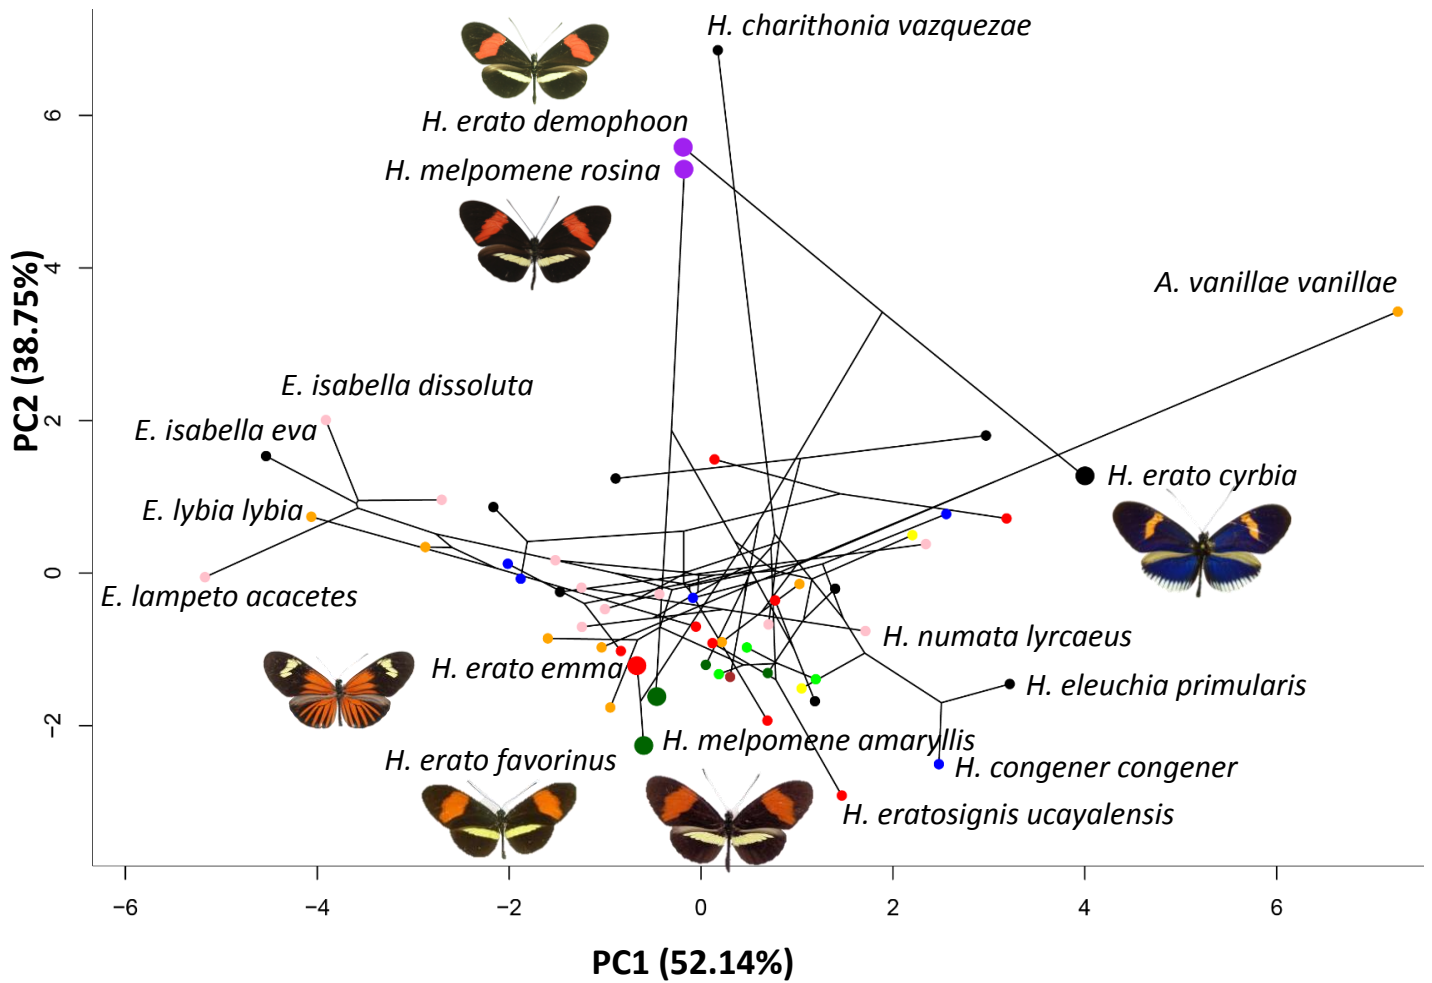 H. charithonia vazquezae
H. erato demophoon
H. melpomene rosina
A. vanillae vanillae
E. isabella dissoluta
E. isabella eva
H. erato cyrbia
E. lybia lybia
E. lampeto acacetes
H. numata lyrcaeus
H. erato emma
H. eleuchia primularis
H. melpomene amaryllis
H. erato favorinus
H. congener congener
H. eratosignis ucayalensis
PC2 (38.75%)
6
4
2
0
−2
−6
−4
−2
0
2
4
6
PC1 (52.14%)